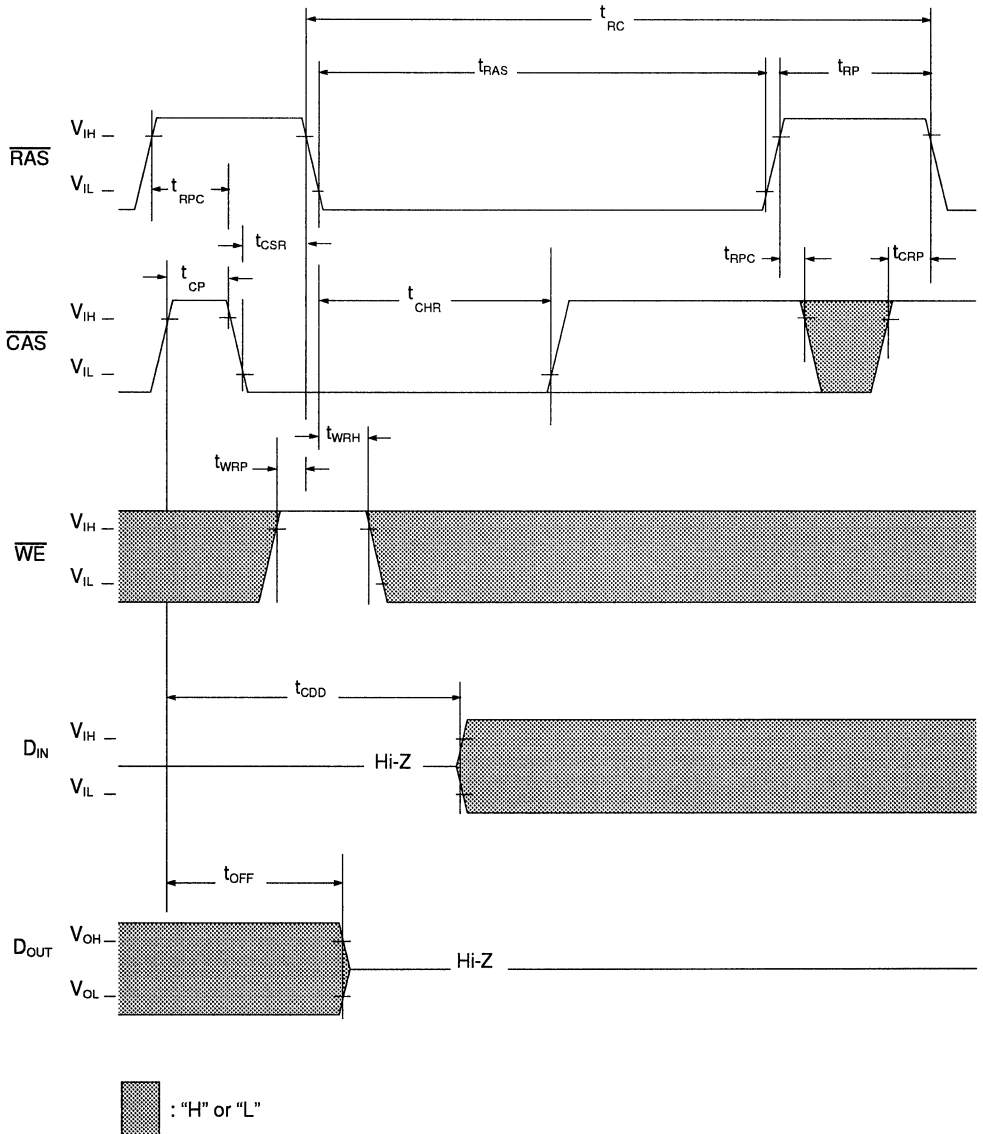 tRC
tRAS
tRP
RAS
VIH
VIL
tRPC
tCSR
tRPC
tCRP
tCP
tCHR
CAS
VIH
VIL
tWRH
tWRP
WE
VIH
VIL
tCDD
DIN
VIH
Hi-Z
VIL
tOFF
DOUT
VOH
Hi-Z
VOL
: "H" or "L"